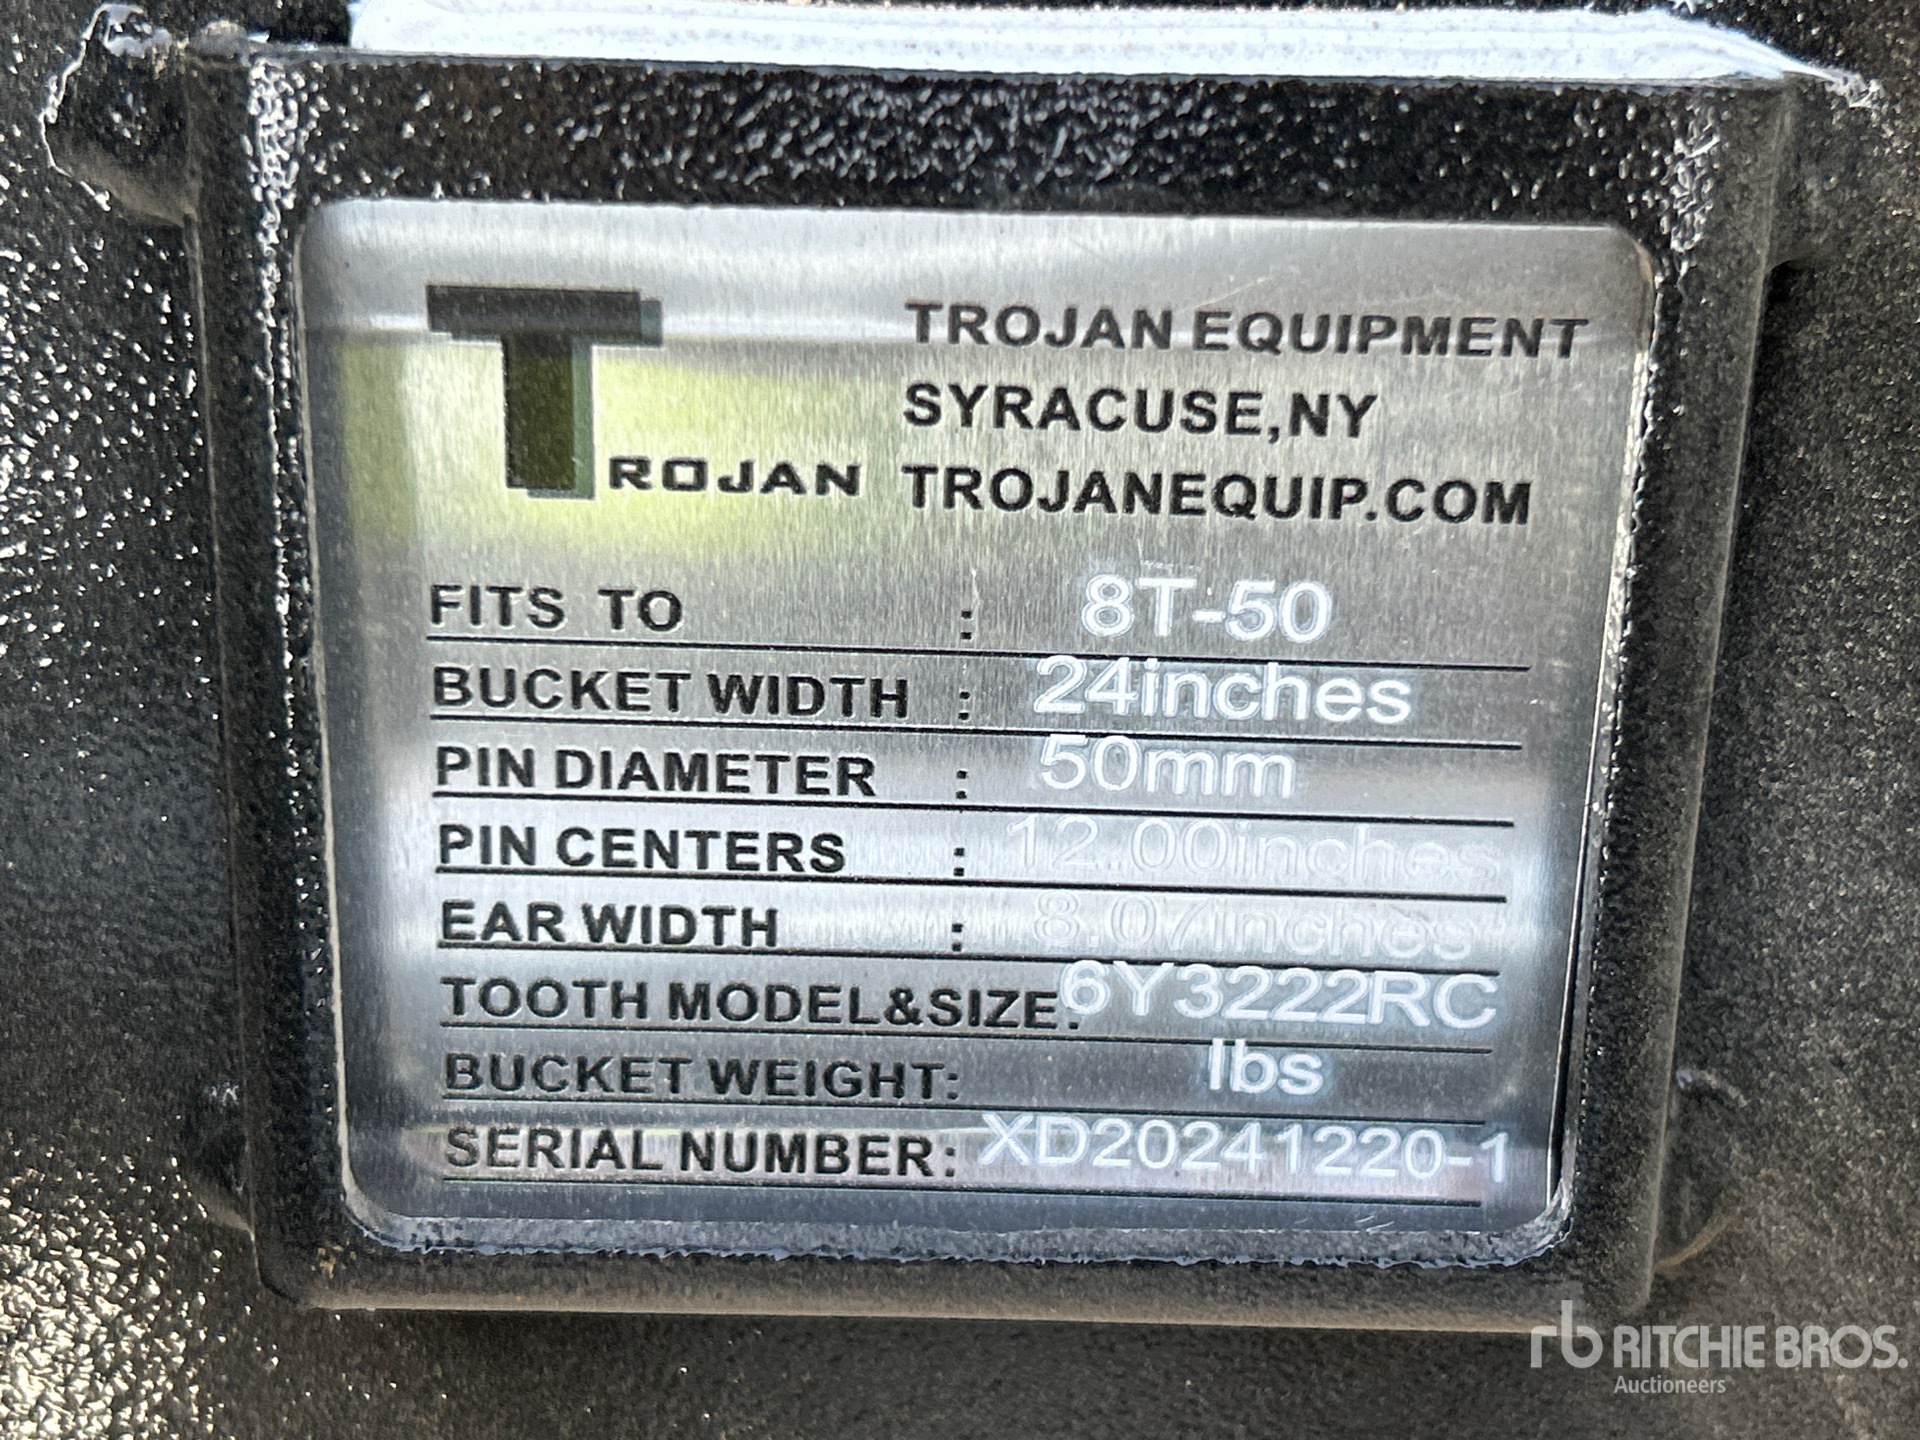 TROJAN
TROJAN EQUIPMENT
SYRACUSE,NY
TROJANEQUIP.COM
FITS TO : 8T-50
BUCKET WIDTH : 24inches
PIN DIAMETER : 50mm
PIN CENTERS : 12.00inches
EAR WIDTH : 8.07inches
TOOTH MODEL&SIZE: 6Y3222RC
BUCKET WEIGHT: lbs
SERIAL NUMBER: XD20241220-1
rb RITCHIE BROS.
Auctioneers